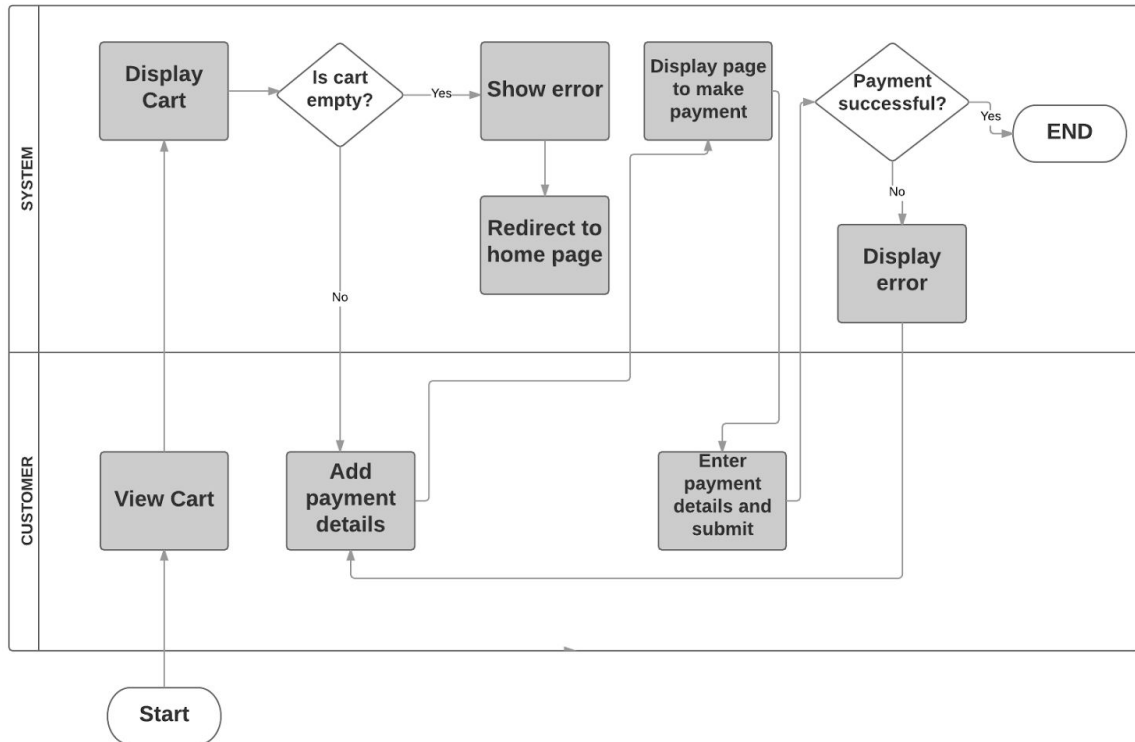 SYSTEM
Display
Cart
Is cart
empty?
Yes
Show error
Redirect to
home page
No
Display page
to make
payment
Payment
successful?
Yes
END
No
Display
error
CUSTOMER
View Cart
Add
payment
details
Enter
payment
details and
submit
Start